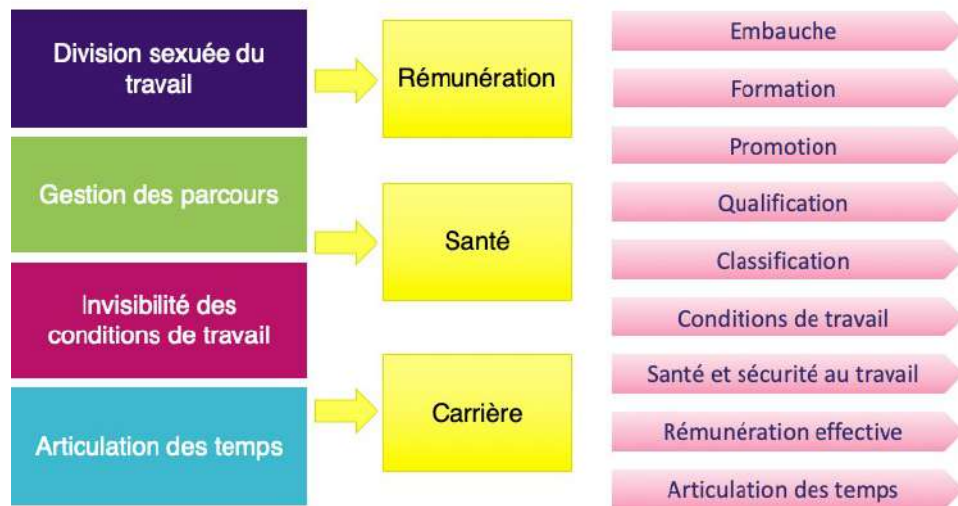 Division sexuée du
travail
Gestion des parcours
Invisibilité des
conditions de travail
Articulation des temps
Rémunération
Santé
Carrière
Embauche
Formation
Promotion
Qualification
Classification
Conditions de travail
Santé et sécurité au travail
Rémunération effective
Articulation des temps